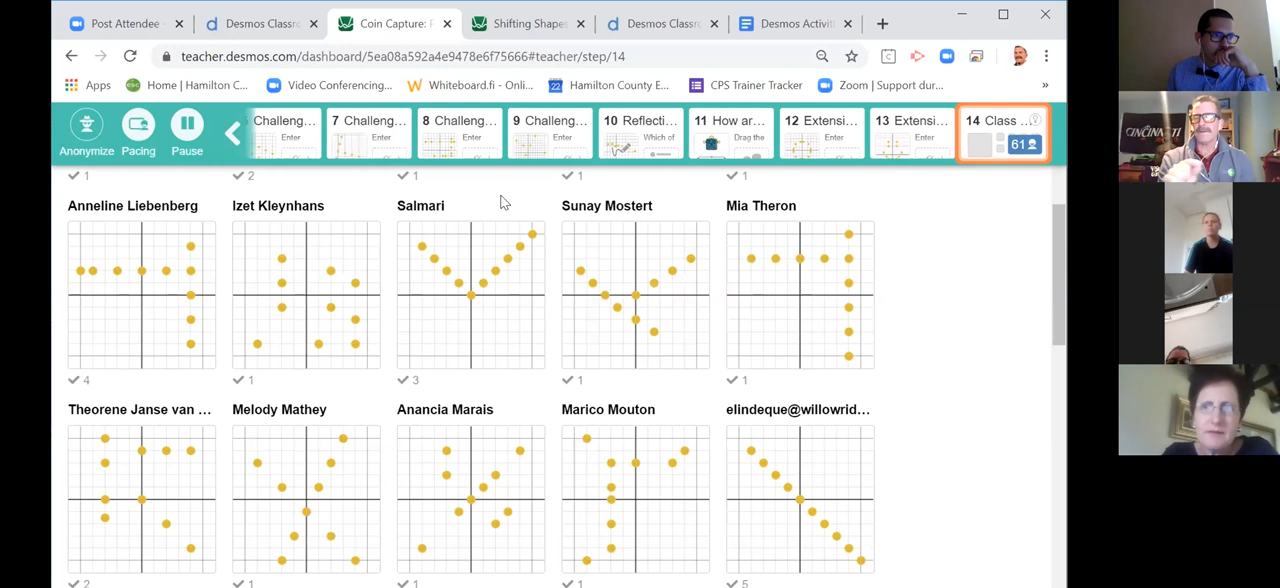 Post Attendee -
Desmos Classr
Coin Capture: F
Shifting Shapes
Desmos Classro
Desmos Activit
teacher.desmos.com/dashboard/5ea08a592a4e9478e6f75666#teacher/step/14
Apps
Home | Hamilton C...
Video Conferencing...
Whiteboard.fi - Onli...
22
Hamilton County E...
CPS Trainer Tracker
Zoom | Support dur...
»
Anonymize
Pacing
Pause
Challeng...
Enter
7 Challeng...
Enter
8 Challeng...
Enter
9 Challeng...
Enter
10 Reflecti...
Which of
11 How ar...
Drag the
12 Extensi...
Enter
13 Extensi...
Enter
14 Class ...
61
1
2
1
1
1
Anneline Liebenberg
Izet Kleynhans
Salmari
Sunay Mostert
Mia Theron
4
1
3
1
1
Theorene Janse van ...
Melody Mathey
Anancia Marais
Marico Mouton
elindeque@willowrid...
2
1
1
1
5
CINCINNATI